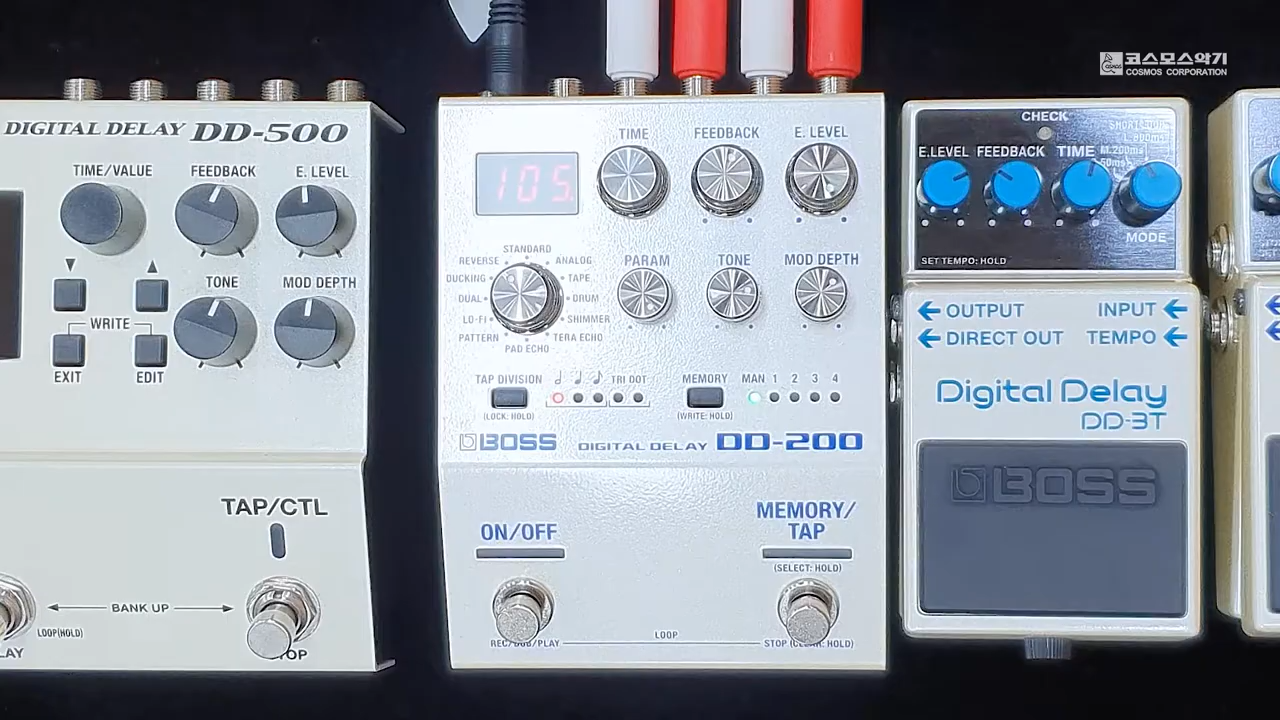 코스모스악기
COSMOS CORPORATION
DIGITAL DELAY DD-500
TIME/VALUE
FEEDBACK
E. LEVEL
TONE
MOD DEPTH
WRITE
EXIT
EDIT
TAP/CTL
BANK UP
LOOP(HOLD)
TIME
FEEDBACK
E. LEVEL
105.
STANDARD
REVERSE
ANALOG
DUCKING
TAPE
DUAL
DRUM
LO-FI
SHIMMER
PATTERN
TERA ECHO
PAD ECHO
PARAM
TONE
MOD DEPTH
TAP DIVISION
TRI DOT
(LOCK: HOLD)
MEMORY
MAN 1 2 3 4
(WRITE: HOLD)
BOSS
DIGITAL DELAY DD-200
ON/OFF
MEMORY/
TAP
(SELECT: HOLD)
REC/DUB/PLAY
LOOP
STOP (CLEAR: HOLD)
CHECK
E.LEVEL FEEDBACK TIME
MODE
SET TEMPO: HOLD
OUTPUT
INPUT
DIRECT OUT
TEMPO
Digital Delay
DD-3T
BOSS